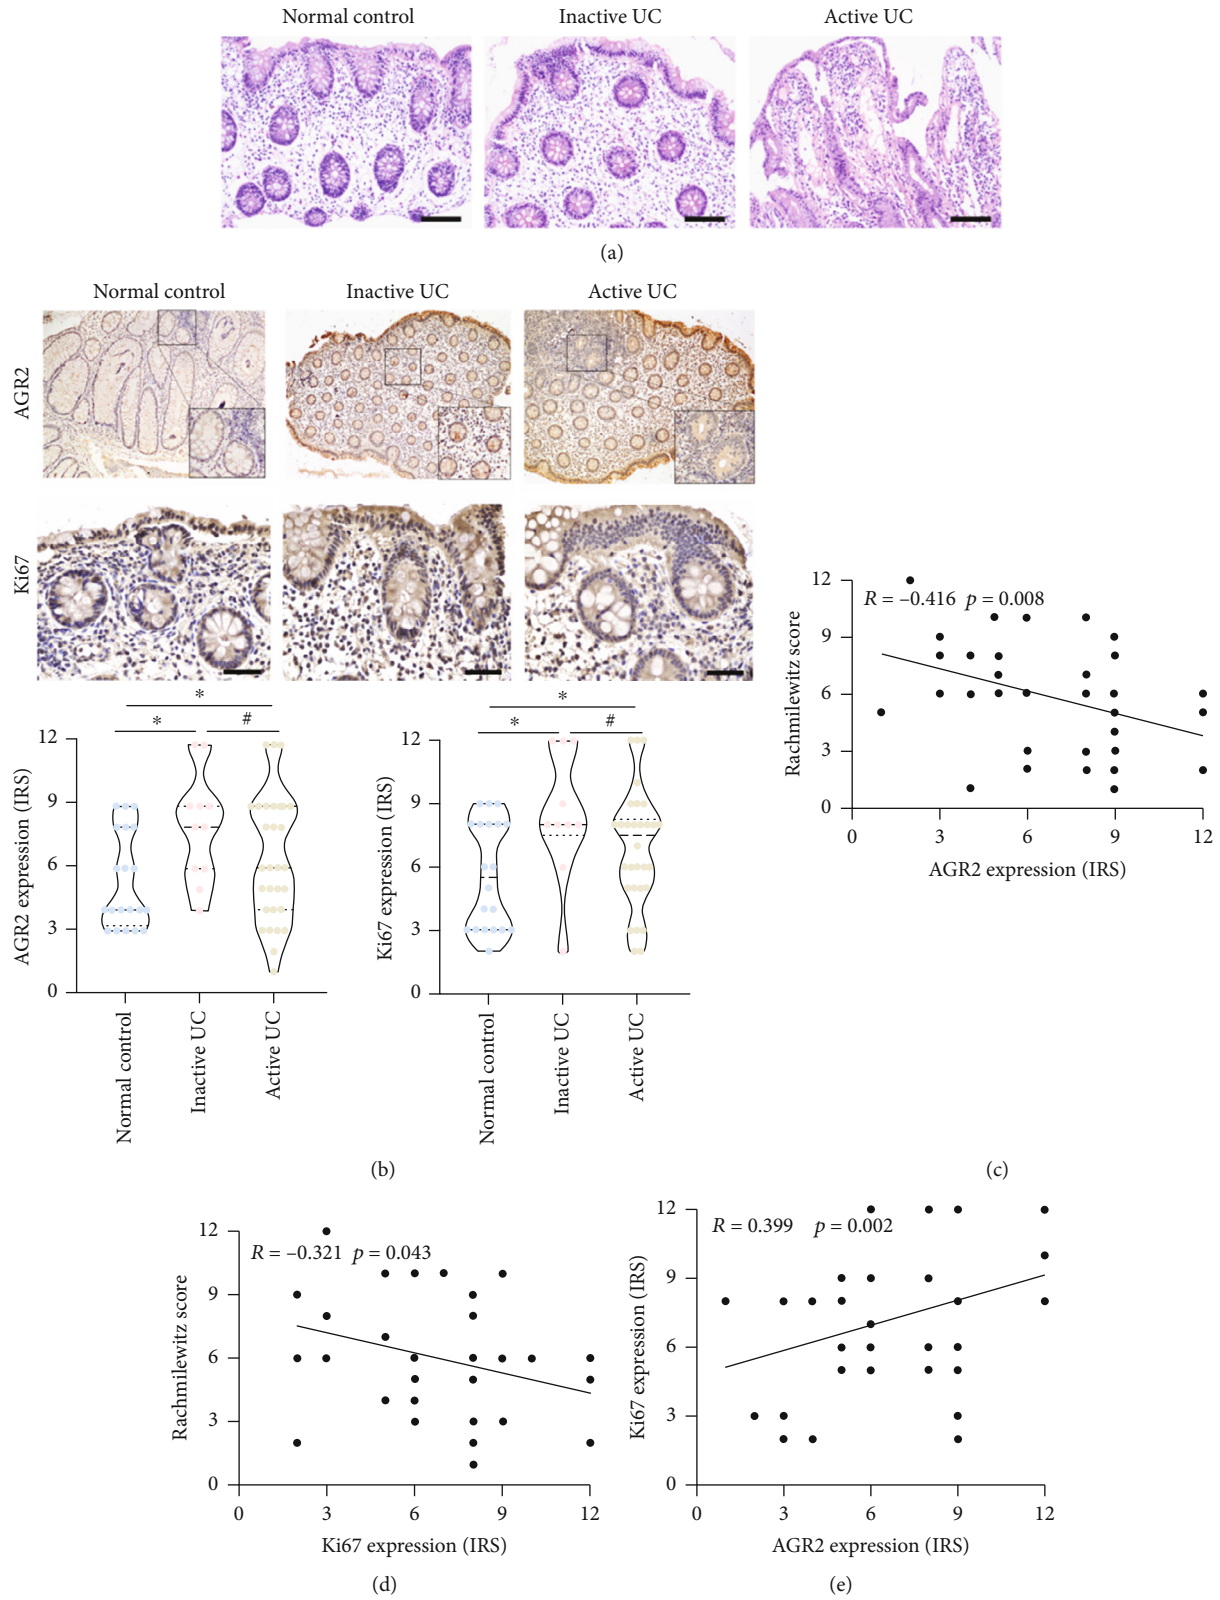 Normal control
Inactive UC
Active UC
(a)
Normal control
Inactive UC
Active UC
AGR2
Ki67
*
*
#
12
9
6
3
0
AGR2 expression (IRS)
Normal control
Inactive UC
Active UC
*
*
#
12
9
6
3
0
Ki67 expression (IRS)
Normal control
Inactive UC
Active UC
(b)
R = –0.416 p = 0.008
12
9
6
3
0
Rachmilewitz score
0 3 6 9 12
AGR2 expression (IRS)
(c)
R = –0.321 p = 0.043
12
9
6
3
0
Rachmilewitz score
0 3 6 9 12
Ki67 expression (IRS)
(d)
R = 0.399 p = 0.002
12
9
6
3
0
Ki67 expression (IRS)
0 3 6 9 12
AGR2 expression (IRS)
(e)